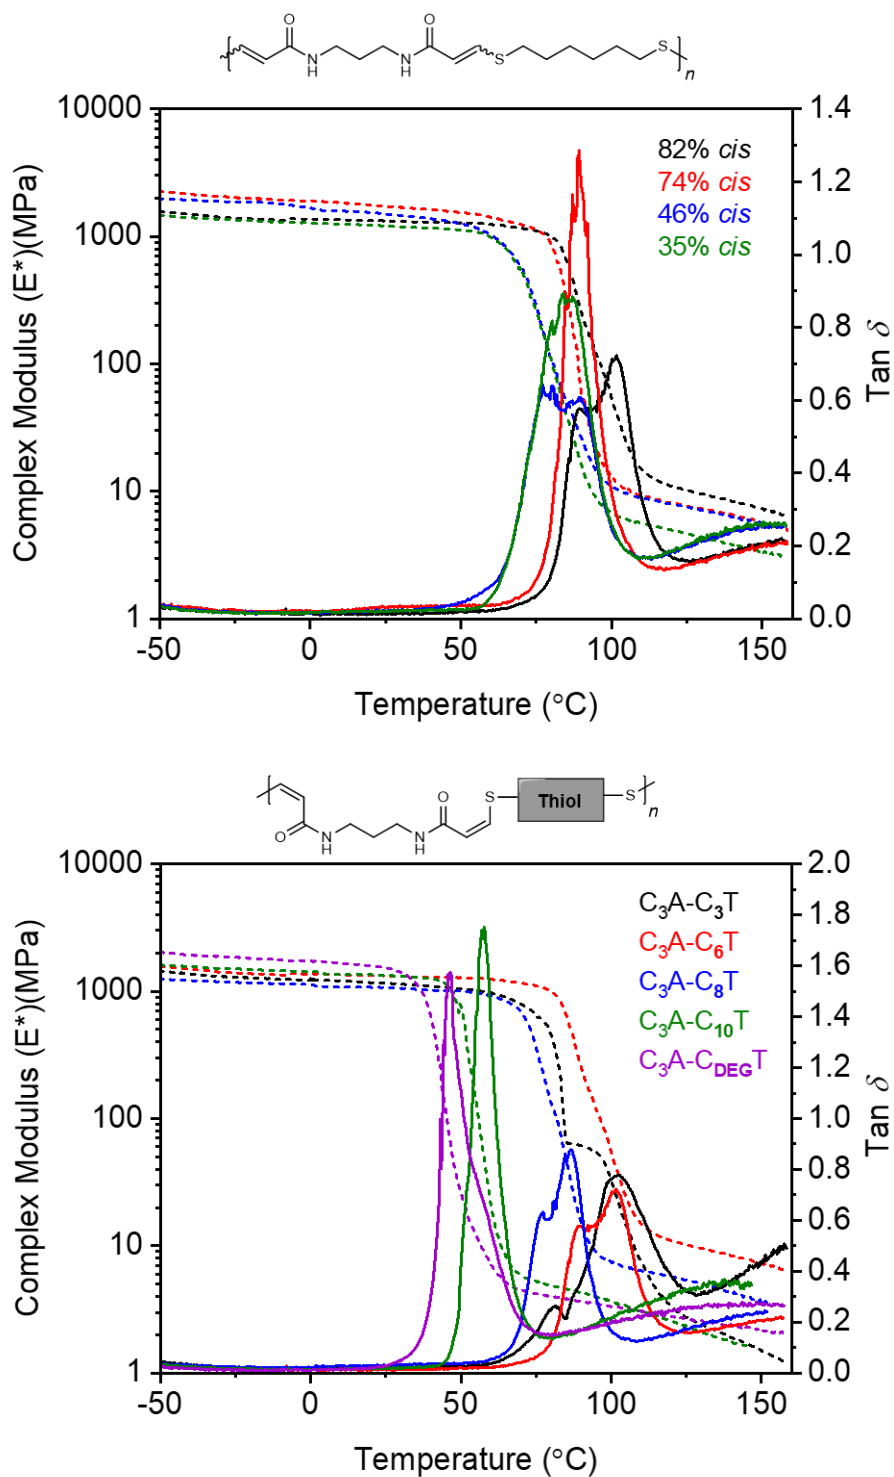 O
O
N
H
N
H
S
S
n
10000
1000
100
10
1
Complex Modulus (E*)(MPa)
1.4
1.2
1.0
0.8
0.6
0.4
0.2
0.0
Tan δ
82% cis
74% cis
46% cis
35% cis
-50
0
50
100
150
Temperature (°C)
O
N
H
N
H
O
S
Thiol
S
n
10000
1000
100
10
1
Complex Modulus (E*)(MPa)
2.0
1.8
1.6
1.4
1.2
1.0
0.8
0.6
0.4
0.2
0.0
Tan δ
C₃A-C₃T
C₃A-C₆T
C₃A-C₈T
C₃A-C₁₀T
C₃A-C_DEGT
-50
0
50
100
150
Temperature (°C)